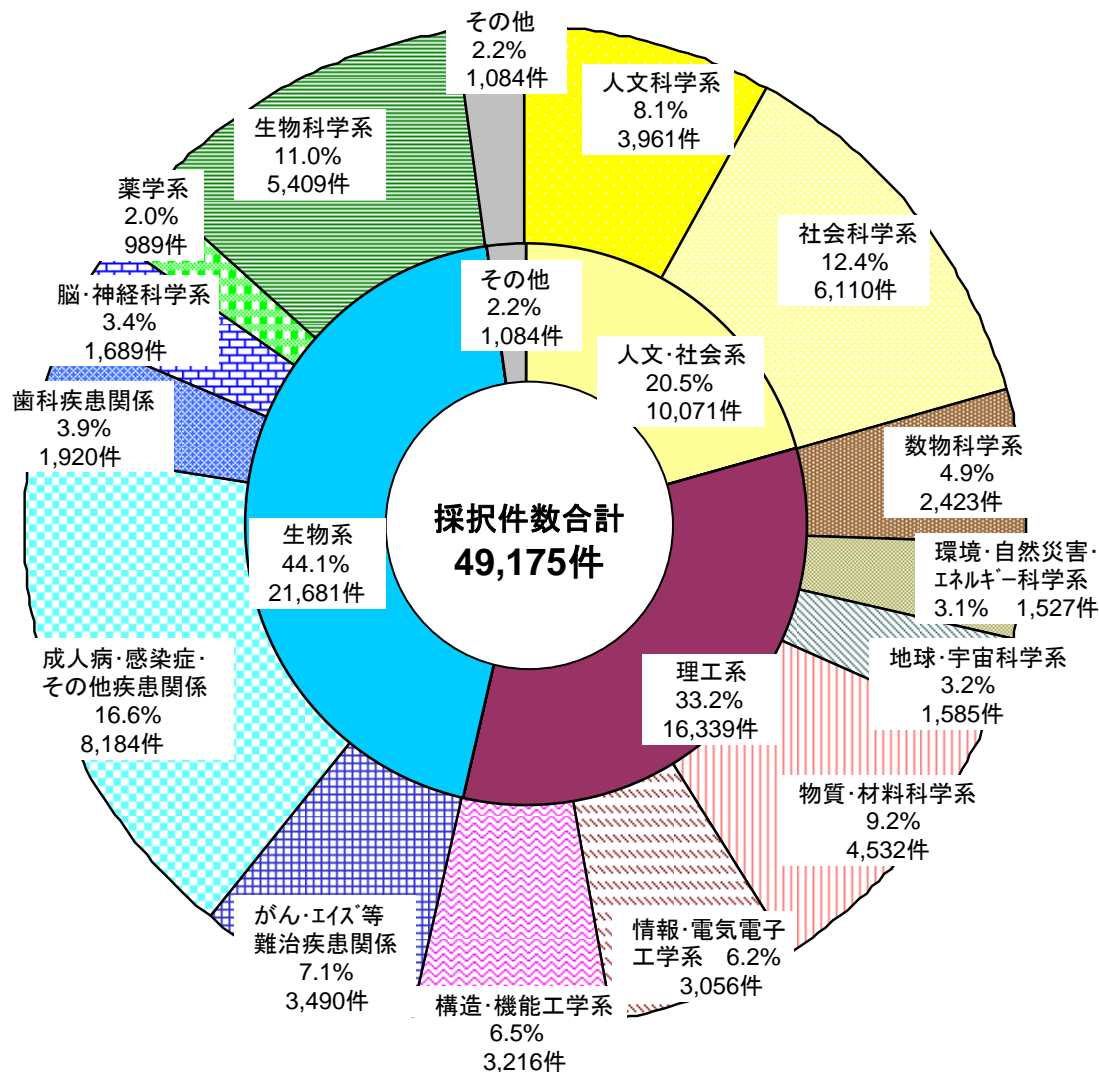 その他
2.2%
1,084件
人文科学系
8.1%
3,961件
社会科学系
12.4%
6,110件
数物科学系
4.9%
2,423件
環境・自然災害・
エネルギー科学系
3.1% 1,527件
地球・宇宙科学系
3.2%
1,585件
物質・材料科学系
9.2%
4,532件
情報・電気電子
工学系 6.2%
3,056件
構造・機能工学系
6.5%
3,216件
がん・エイズ等
難治疾患関係
7.1%
3,490件
成人病・感染症・
その他疾患関係
16.6%
8,184件
歯科疾患関係
3.9%
1,920件
脳・神経科学系
3.4%
1,689件
薬学系
2.0%
989件
生物科学系
11.0%
5,409件
その他
2.2%
1,084件
人文・社会系
20.5%
10,071件
理工系
33.2%
16,339件
生物系
44.1%
21,681件
採択件数合計
49,175件